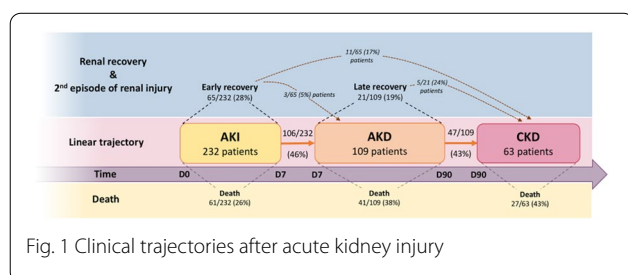 Renal recovery
&
2nd episode of renal injury
11/65 (17%)
patients
Early recovery
65/232 (28%)
3/65 (5%) patients
Late recovery
21/109 (19%)
5/21 (24%)
patients
Linear trajectory
AKI
232 patients
106/232
(46%)
AKD
109 patients
47/109
(43%)
CKD
63 patients
Time
D0
D7
D7
D90
D90
Death
Death
61/232 (26%)
Death
41/109 (38%)
Death
27/63 (43%)
Fig. 1 Clinical trajectories after acute kidney injury